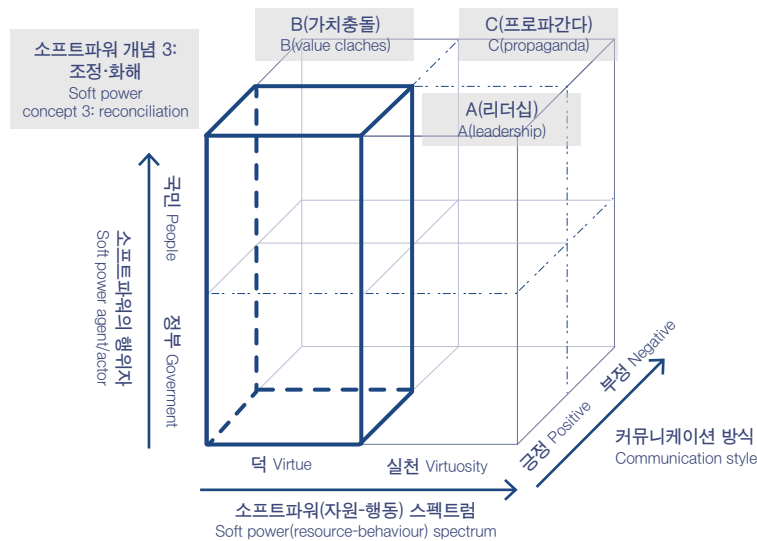 소프트파워 개념 3:
조정·화해
Soft power
concept 3: reconciliation
B(가치충돌)
B(value claches)
C(프로파간다)
C(propaganda)
A(리더십)
A(leadership)
국민 People
정부 Goverment
소프트파워의 행위자
Soft power agent/actor
덕 Virtue
실천 Virtuosity
긍정 Positive
부정 Negative
커뮤니케이션 방식
Communication style
소프트파워(자원-행동) 스펙트럼
Soft power(resource-behaviour) spectrum